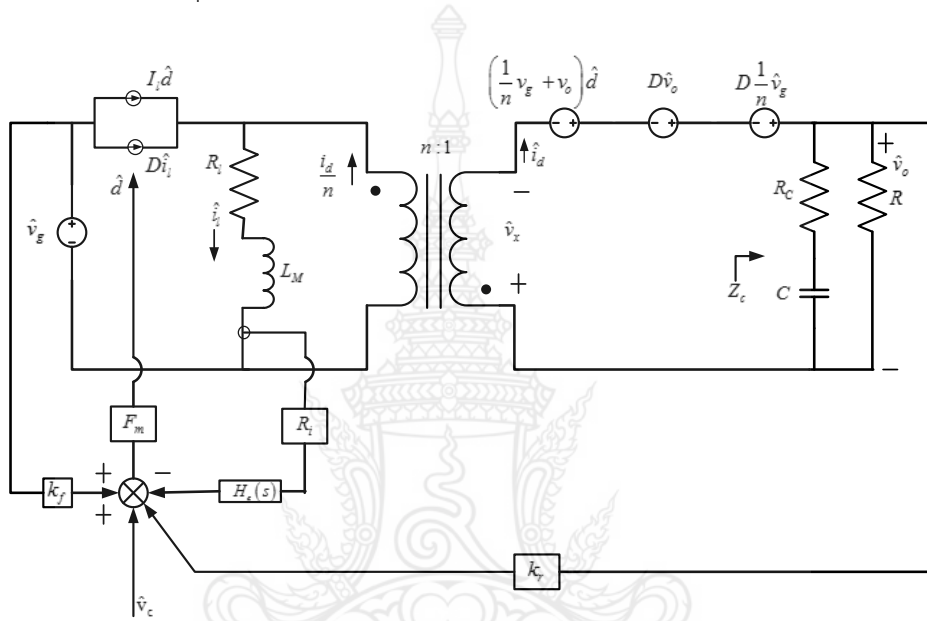 (1/n v_g + v_o) d̂
D v̂_o
D 1/n v̂_g
I_l d̂
D î_l
d̂
R_l
î_l
L_M
v̂_g
i_d/n
n:1
î_d
−
v̂_x
+
R_C
Z_c
C
+
v̂_o
R
−
F_m
R_i
k_f
+
+
−
H_e(s)
k_r
v̂_c